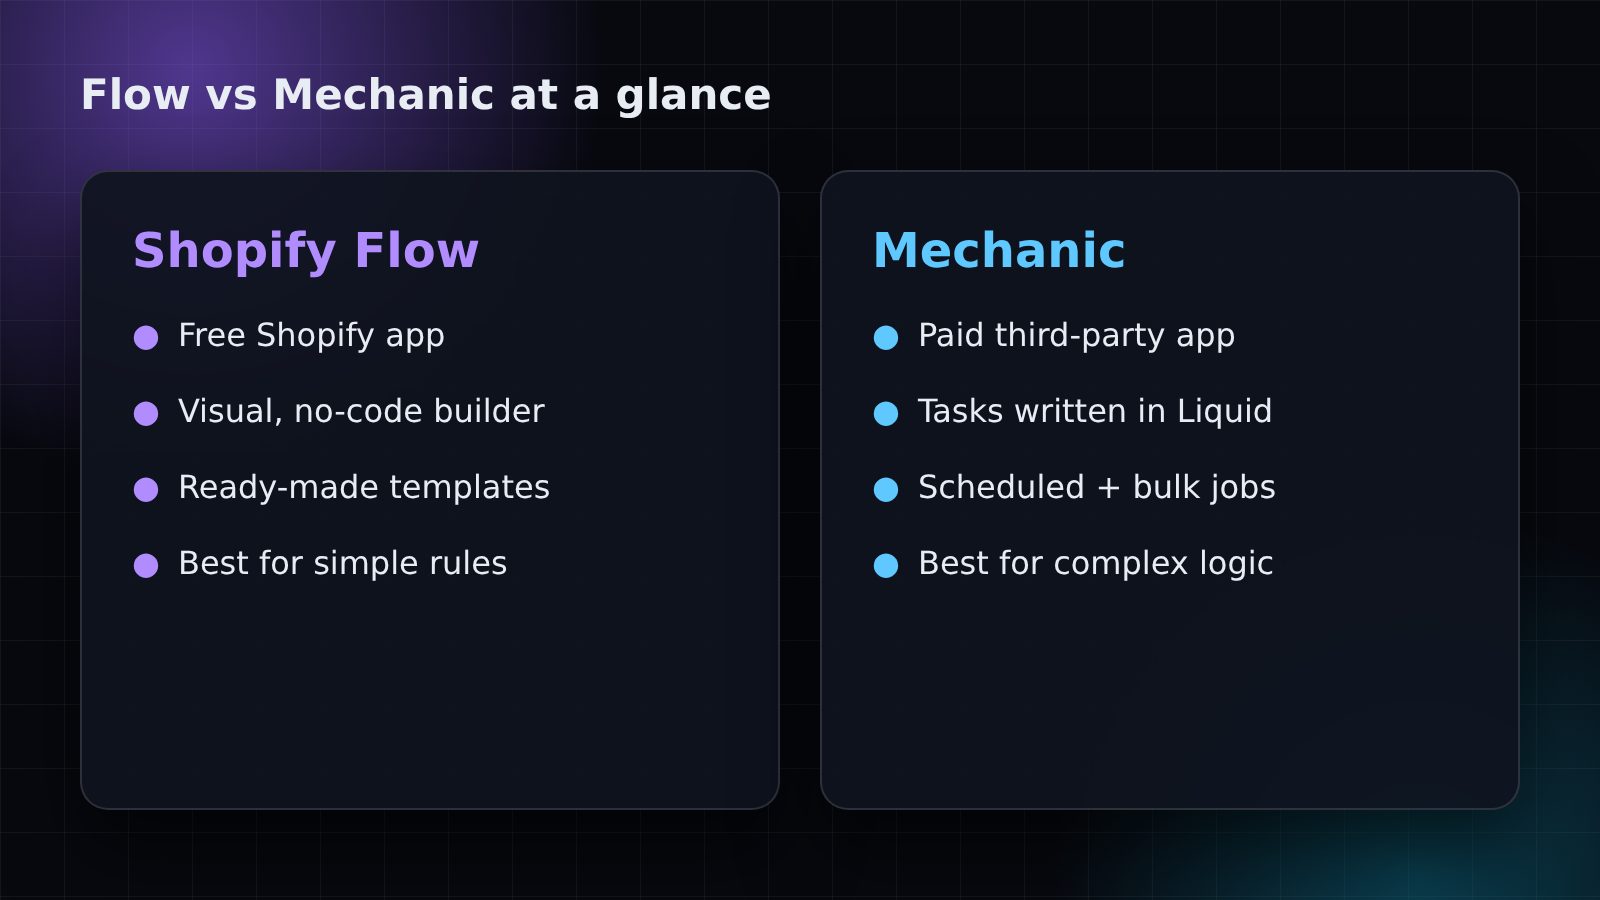 Flow vs Mechanic at a glance
Shopify Flow
Free Shopify app
Visual, no-code builder
Ready-made templates
Best for simple rules
Mechanic
Paid third-party app
Tasks written in Liquid
Scheduled + bulk jobs
Best for complex logic